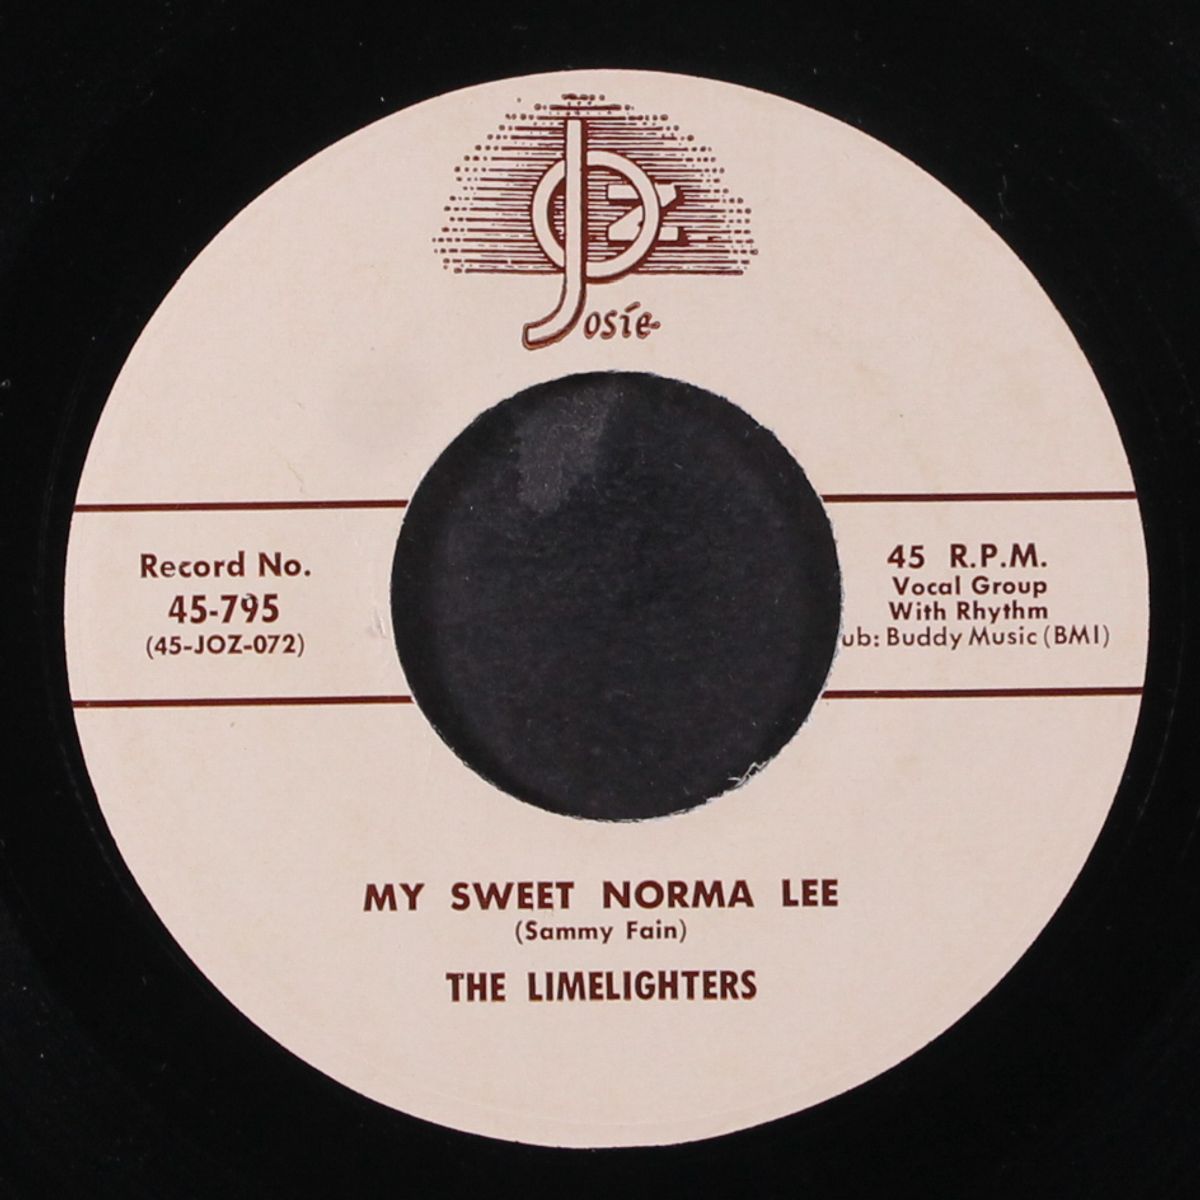 JOZ
Josie
Record No.
45-795
(45-JOZ-072)
45 R.P.M.
Vocal Group
With Rhythm
ub: Buddy Music (BMI)
MY SWEET NORMA LEE
(Sammy Fain)
THE LIMELIGHTERS